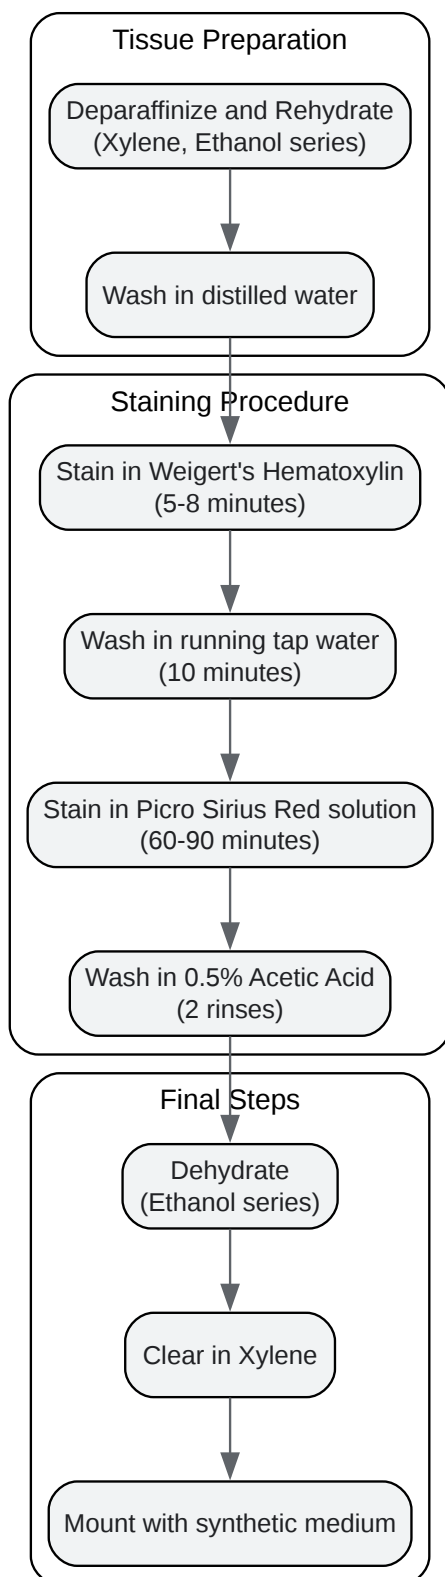 Tissue Preparation
Deparaffinize and Rehydrate
(Xylene, Ethanol series)
Wash in distilled water
Staining Procedure
Stain in Weigert's Hematoxylin
(5-8 minutes)
Wash in running tap water
(10 minutes)
Stain in Picro Sirius Red solution
(60-90 minutes)
Wash in 0.5% Acetic Acid
(2 rinses)
Final Steps
Dehydrate
(Ethanol series)
Clear in Xylene
Mount with synthetic medium